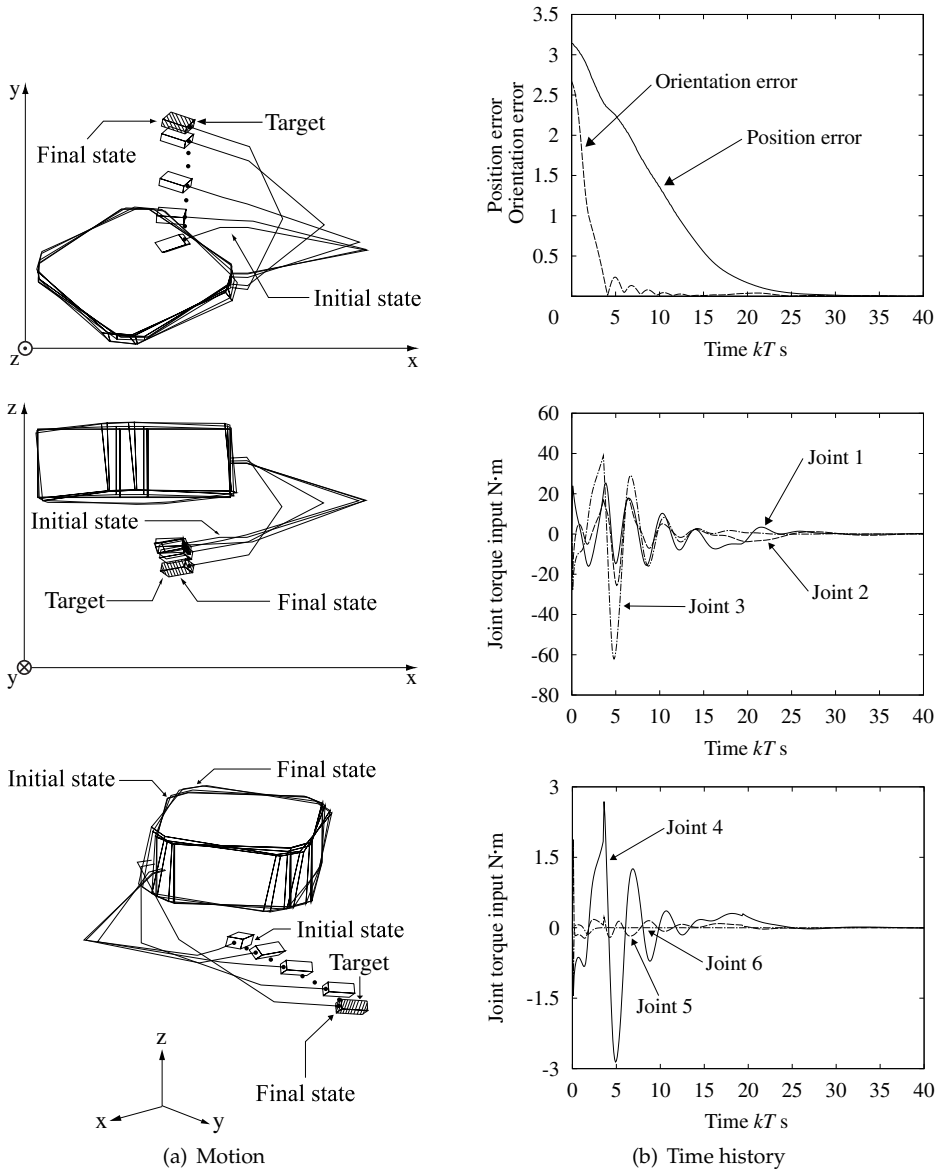 y
Target
Final state
Initial state
z
x
z
Initial state
Target
Final state
y
x
Initial state
Final state
Initial state
Target
Final state
z
x
y
(a) Motion
3.5
3
2.5
2
1.5
1
0.5
0
5
10
15
20
25
30
35
40
Position error
Orientation error
Orientation error
Position error
Time kT s
60
40
20
0
-20
-40
-60
-80
0
5
10
15
20
25
30
35
40
Joint torque input N·m
Joint 1
Joint 2
Joint 3
Time kT s
3
1.5
0
-1.5
-3
0
5
10
15
20
25
30
35
40
Joint torque input N·m
Joint 4
Joint 6
Joint 5
Time kT s
(b) Time history